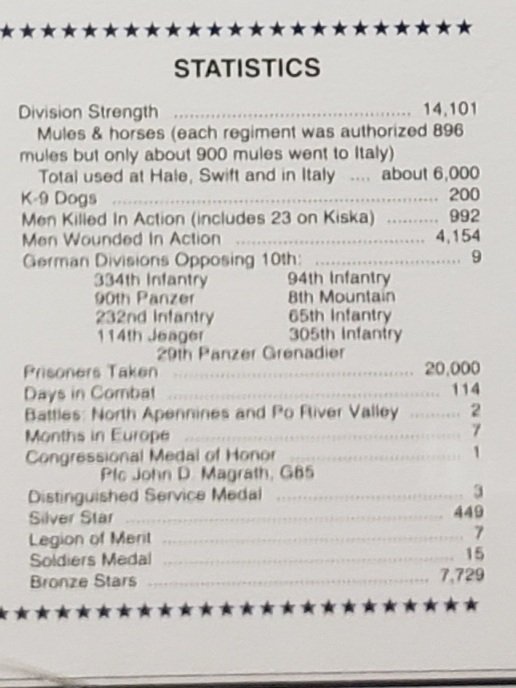 STATISTICS
Division Strength .......... 14,101
Mules & horses (each regiment was authorized 896
mules but only about 900 mules went to Italy)
Total used at Hale, Swift and in Italy .... about 6,000
K-9 Dogs .......... 200
Men Killed In Action (includes 23 on Kiska) .......... 992
Men Wounded In Action .......... 4,154
German Divisions Opposing 10th: .......... 9
334th Infantry 94th Infantry
90th Panzer 8th Mountain
232nd Infantry 65th Infantry
114th Jeager 305th Infantry
29th Panzer Grenadier
Prisoners Taken .......... 20,000
Days in Combat .......... 114
Battles: North Apennines and Po River Valley .......... 2
Months in Europe .......... 7
Congressional Medal of Honor .......... 1
Pfc John D. Magrath, G85
Distinguished Service Medal .......... 3
Silver Star .......... 449
Legion of Merit .......... 7
Soldiers Medal .......... 15
Bronze Stars .......... 7,729